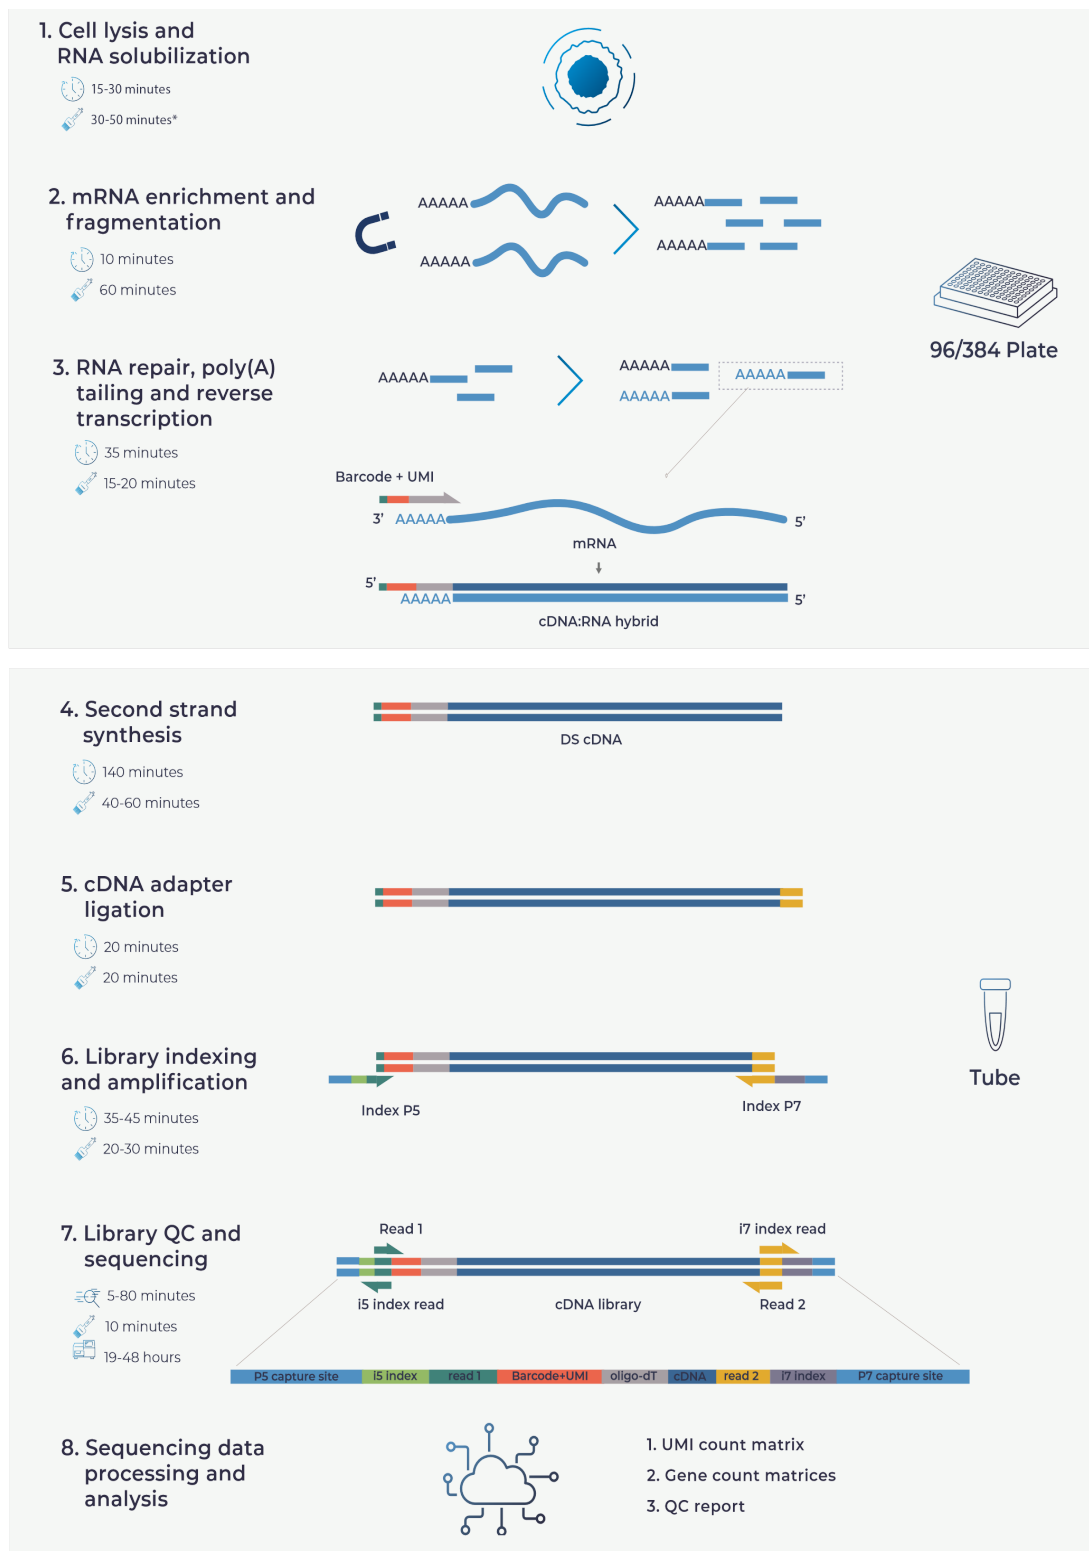 1. Cell lysis and
RNA solubilization
15-30 minutes
30-50 minutes*
2. mRNA enrichment and
fragmentation
10 minutes
60 minutes
AAAAA
AAAAA
AAAAA
AAAAA
96/384 Plate
3. RNA repair, poly(A)
tailing and reverse
transcription
35 minutes
15-20 minutes
AAAAA
AAAAA
AAAAA
AAAAA
Barcode + UMI
3’ AAAAA 5’
mRNA
5’
AAAAA 5’
cDNA:RNA hybrid
4. Second strand
synthesis
140 minutes
40-60 minutes
DS cDNA
5. cDNA adapter
ligation
20 minutes
20 minutes
Tube
6. Library indexing
and amplification
35-45 minutes
20-30 minutes
Index P5
Index P7
7. Library QC and
sequencing
5-80 minutes
10 minutes
19-48 hours
Read 1
i7 index read
i5 index read
cDNA library
Read 2
P5 capture site i5 index read 1 Barcode+UMI oligo-dT cDNA read 2 i7 index P7 capture site
8. Sequencing data
processing and
analysis
1. UMI count matrix
2. Gene count matrices
3. QC report